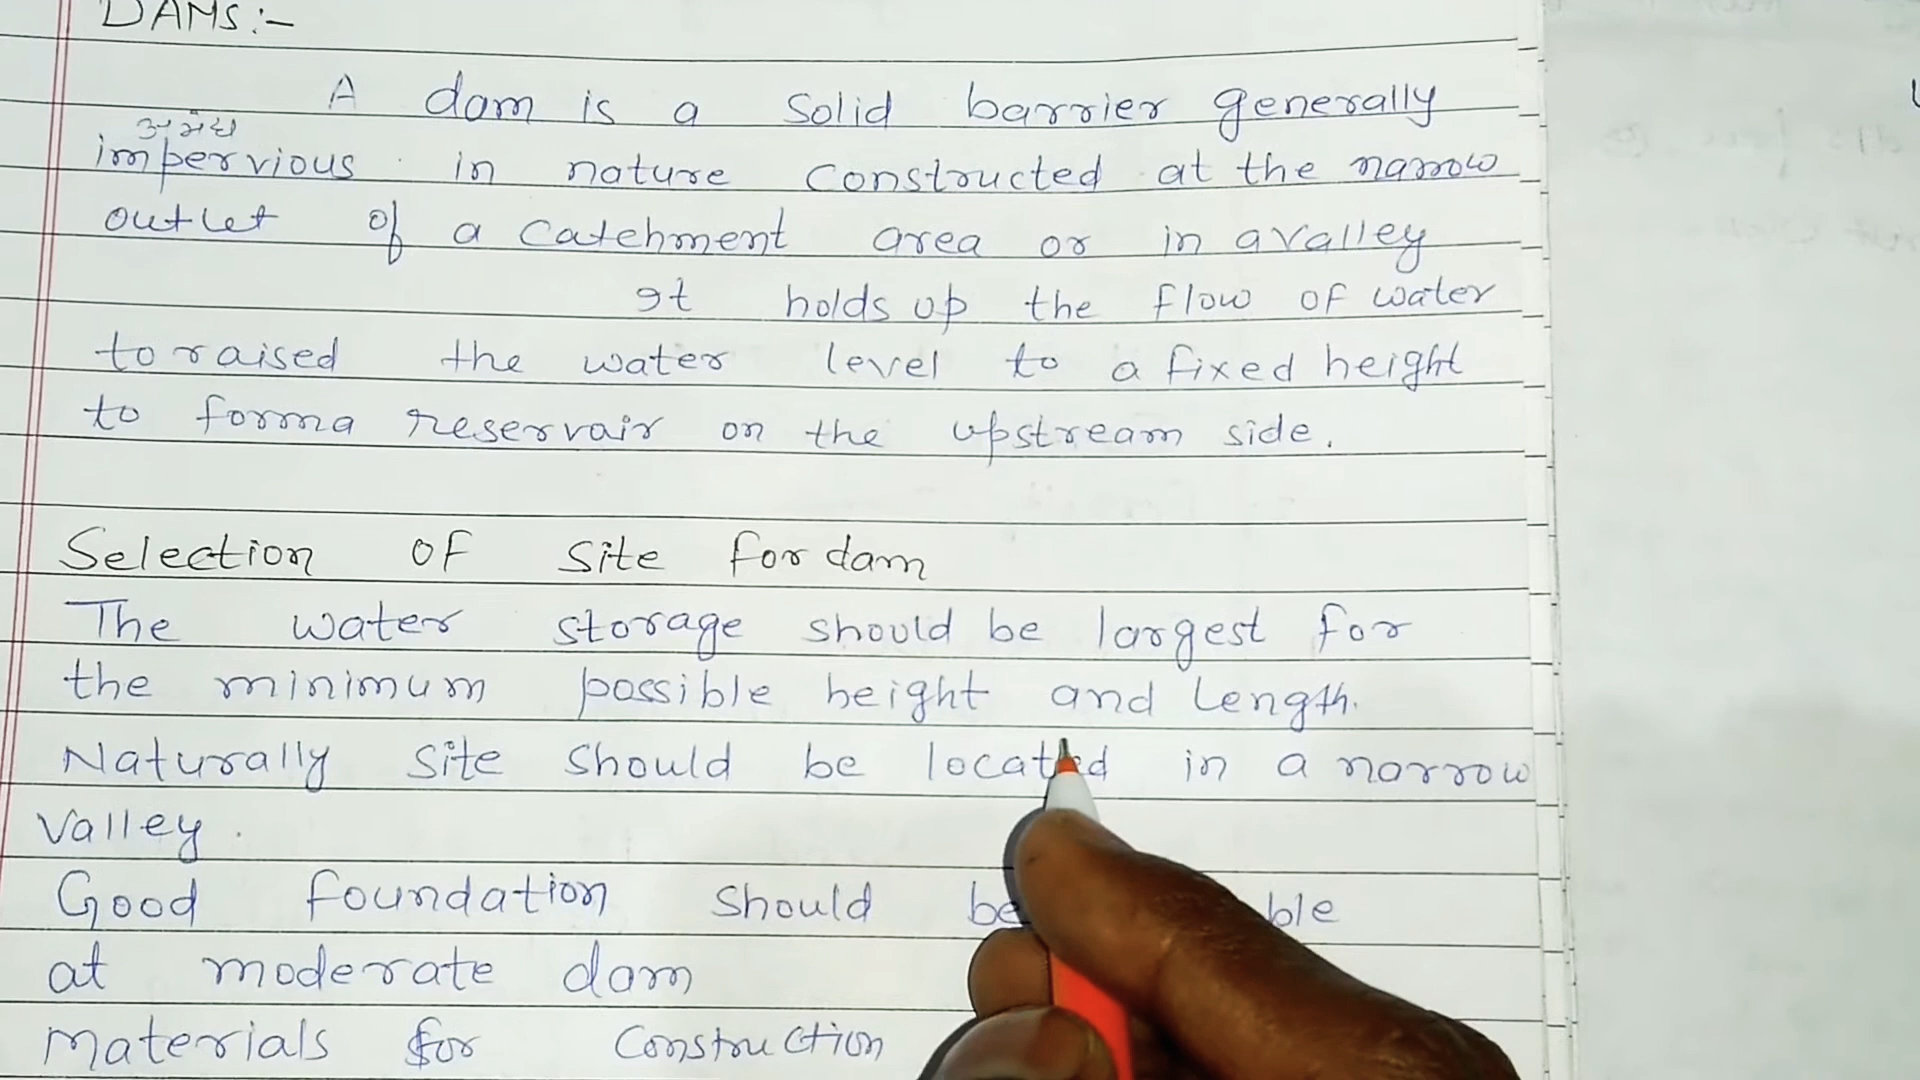 DAMS:-
A dam is a solid barrier generally
अभेद्य
impervious in nature constructed at the narrow
outlet of a catehment area or in a valley
It holds up the flow of water
to raised the water level to a fixed height
to form a reservair on the upstream side.
Selection OF site for dam
The water storage should be largest for
the minimum possible height and Length.
Naturally site should be located in a narrow
valley.
Good foundation should be ble
at moderate dam
Materials for Construction